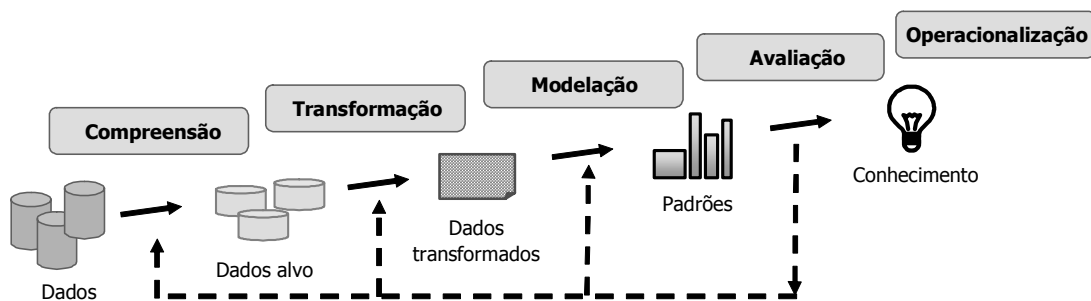 Compreensão
Transformação
Modelação
Avaliação
Operacionalização
Dados
Dados alvo
Dados
transformados
Padrões
Conhecimento